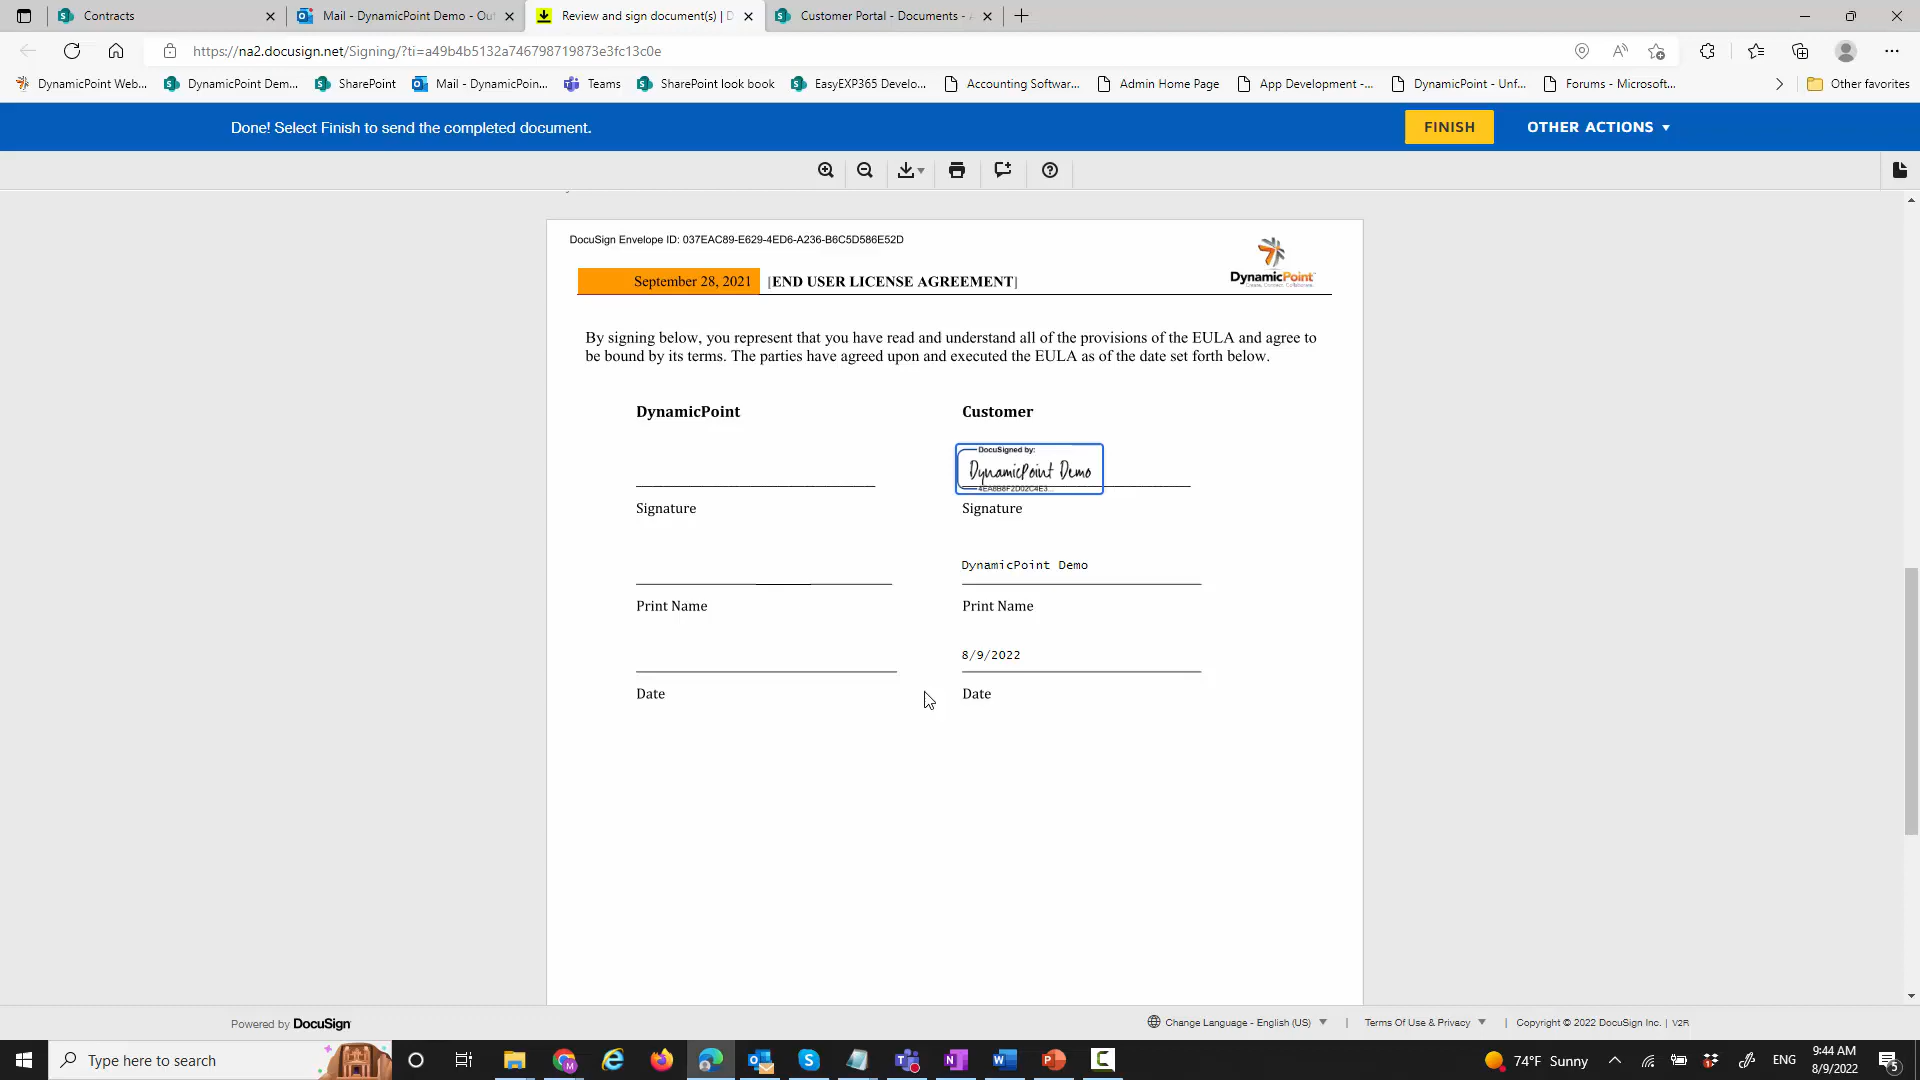 Contracts
Mail - DynamicPoint Demo - Out
Review and sign document(s) | D
Customer Portal - Documents - A
https://na2.docusign.net/Signing/?ti=a49b4b5132a746798719873e3fc13c0e
DynamicPoint Web...
DynamicPoint Dem...
SharePoint
Mail - DynamicPoin...
Teams
SharePoint look book
EasyEXP365 Develo...
Accounting Softwar...
Admin Home Page
App Development -...
DynamicPoint - Unf...
Forums - Microsoft...
Other favorites
Done! Select Finish to send the completed document.
FINISH
OTHER ACTIONS
DocuSign Envelope ID: 037EAC89-E629-4ED6-A236-B6C5D586E52D
DynamicPoint
Create. Connect. Collaborate.
September 28, 2021 [END USER LICENSE AGREEMENT]
By signing below, you represent that you have read and understand all of the provisions of the EULA and agree to
be bound by its terms. The parties have agreed upon and executed the EULA as of the date set forth below.
DynamicPoint
Customer
DocuSigned by:
DynamicPoint Demo
4EA8B8F2D02C4E3...
Signature
Signature
DynamicPoint Demo
Print Name
Print Name
8/9/2022
Date
Date
Powered by DocuSign
Change Language - English (US)
Terms Of Use & Privacy
Copyright © 2022 DocuSign Inc. | V2R
Type here to search
74°F Sunny
ENG
9:44 AM
8/9/2022
5